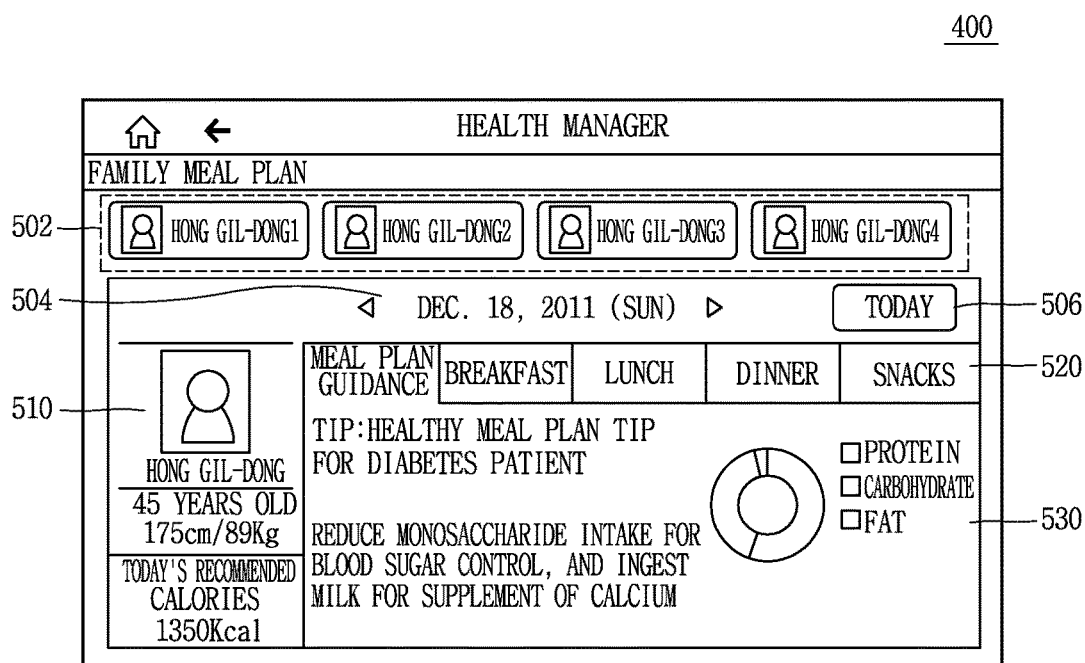 400
HEALTH MANAGER
FAMILY MEAL PLAN
502
HONG GIL-DONG1 HONG GIL-DONG2 HONG GIL-DONG3 HONG GIL-DONG4
504
DEC. 18, 2011 (SUN)
TODAY
506
510
HONG GIL-DONG
45 YEARS OLD
175cm/89Kg
TODAY'S RECOMMENDED
CALORIES
1350Kcal
MEAL PLAN
GUIDANCE
BREAKFAST
LUNCH
DINNER
SNACKS
520
TIP:HEALTHY MEAL PLAN TIP
FOR DIABETES PATIENT
REDUCE MONOSACCHARIDE INTAKE FOR
BLOOD SUGAR CONTROL, AND INGEST
MILK FOR SUPPLEMENT OF CALCIUM
PROTEIN
CARBOHYDRATE
FAT
530